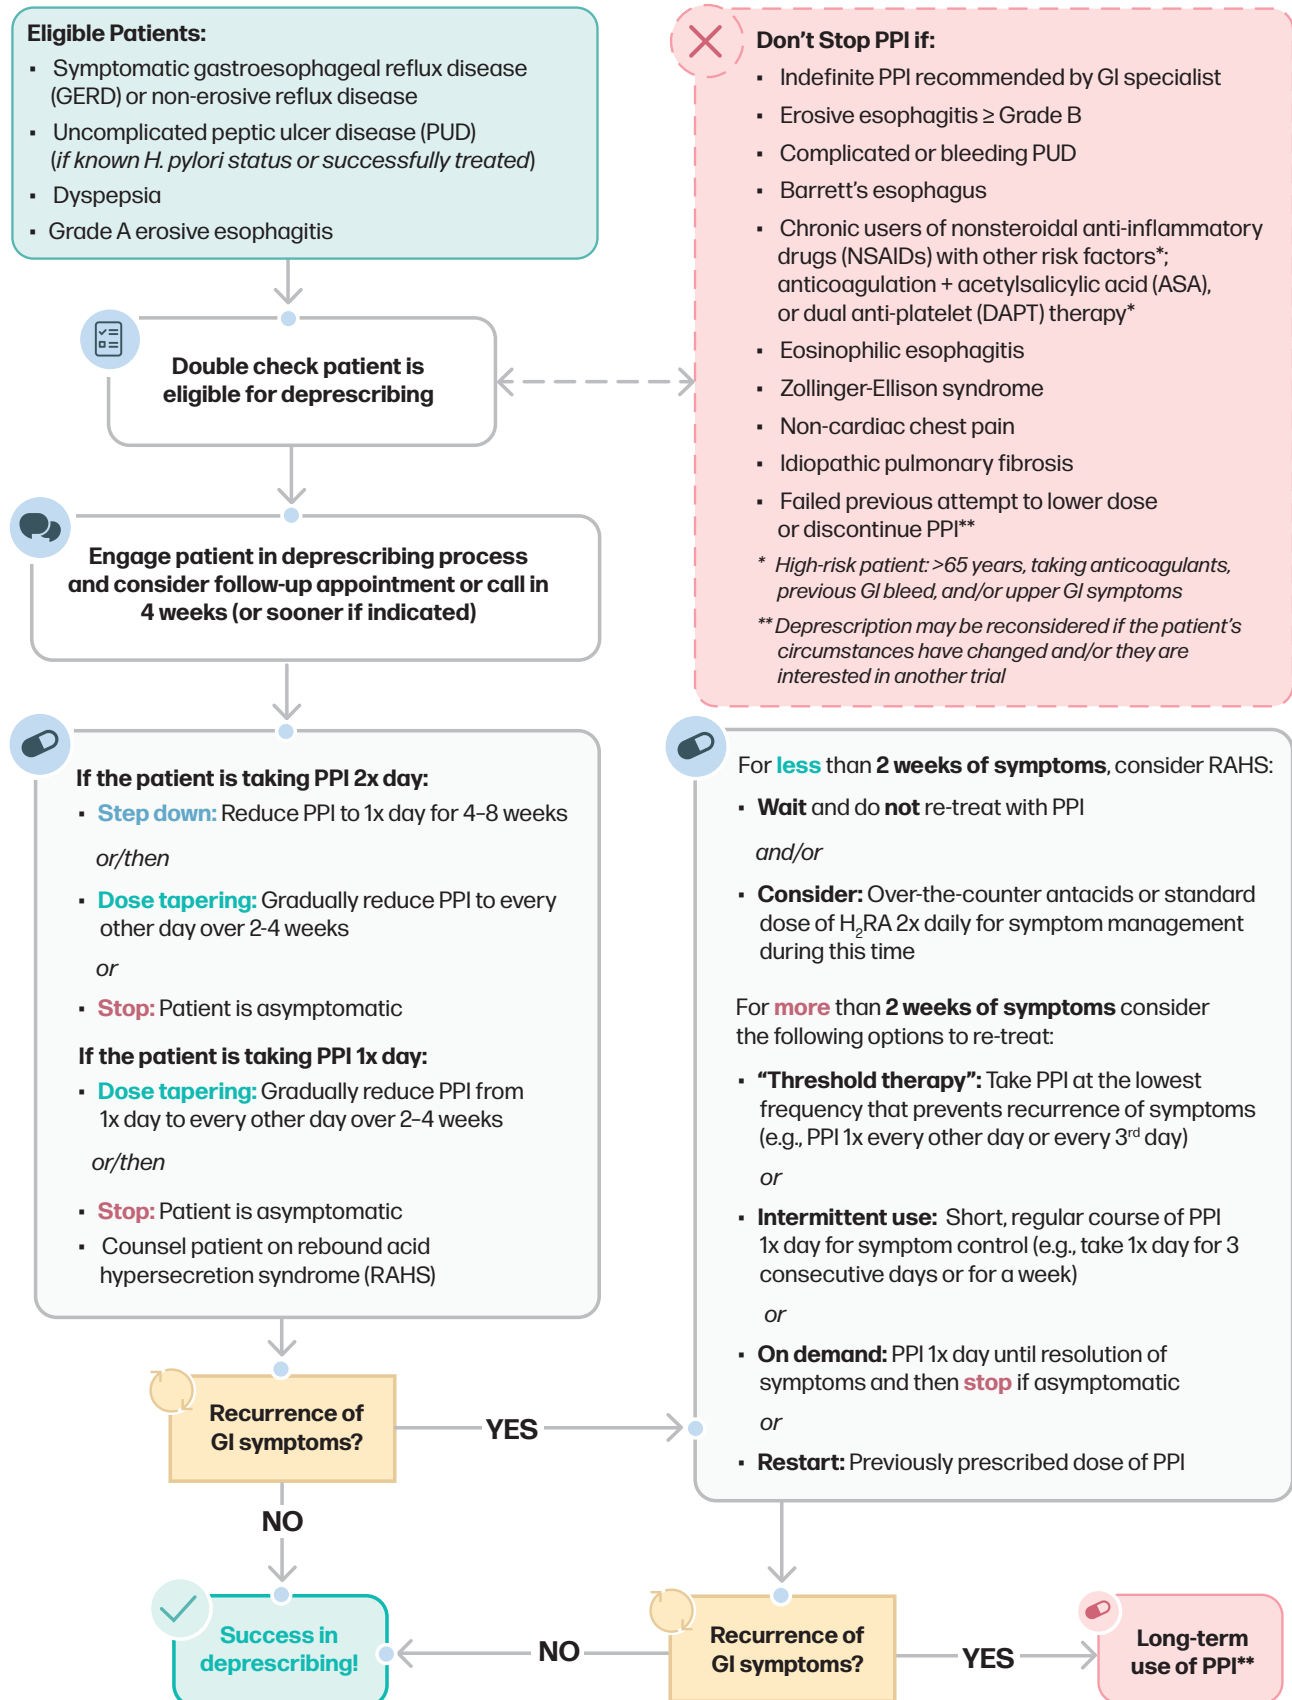 Eligible Patients:
▪ Symptomatic gastroesophageal reflux disease
(GERD) or non-erosive reflux disease
▪ Uncomplicated peptic ulcer disease (PUD)
(if known H. pylori status or successfully treated)
▪ Dyspepsia
▪ Grade A erosive esophagitis
Don’t Stop PPI if:
▪ Indefinite PPI recommended by GI specialist
▪ Erosive esophagitis ≥ Grade B
▪ Complicated or bleeding PUD
▪ Barrett’s esophagus
▪ Chronic users of nonsteroidal anti-inflammatory
drugs (NSAIDs) with other risk factors*;
anticoagulation + acetylsalicylic acid (ASA),
or dual anti-platelet (DAPT) therapy*
▪ Eosinophilic esophagitis
▪ Zollinger-Ellison syndrome
▪ Non-cardiac chest pain
▪ Idiopathic pulmonary fibrosis
▪ Failed previous attempt to lower dose
or discontinue PPI**
* High-risk patient: >65 years, taking anticoagulants,
previous GI bleed, and/or upper GI symptoms
** Deprescription may be reconsidered if the patient’s
circumstances have changed and/or they are
interested in another trial
Double check patient is
eligible for deprescribing
Engage patient in deprescribing process
and consider follow-up appointment or call in
4 weeks (or sooner if indicated)
If the patient is taking PPI 2x day:
▪ Step down: Reduce PPI to 1x day for 4–8 weeks
or/then
▪ Dose tapering: Gradually reduce PPI to every
other day over 2-4 weeks
or
▪ Stop: Patient is asymptomatic
If the patient is taking PPI 1x day:
▪ Dose tapering: Gradually reduce PPI from
1x day to every other day over 2–4 weeks
or/then
▪ Stop: Patient is asymptomatic
▪ Counsel patient on rebound acid
hypersecretion syndrome (RAHS)
For less than 2 weeks of symptoms, consider RAHS:
▪ Wait and do not re-treat with PPI
and/or
▪ Consider: Over-the-counter antacids or standard
dose of H₂RA 2x daily for symptom management
during this time
For more than 2 weeks of symptoms consider
the following options to re-treat:
▪ “Threshold therapy”: Take PPI at the lowest
frequency that prevents recurrence of symptoms
(e.g., PPI 1x every other day or every 3rd day)
or
▪ Intermittent use: Short, regular course of PPI
1x day for symptom control (e.g., take 1x day for 3
consecutive days or for a week)
or
▪ On demand: PPI 1x day until resolution of
symptoms and then stop if asymptomatic
or
▪ Restart: Previously prescribed dose of PPI
Recurrence of
GI symptoms?
YES
NO
Success in
deprescribing!
NO
Recurrence of
GI symptoms?
YES
Long-term
use of PPI**